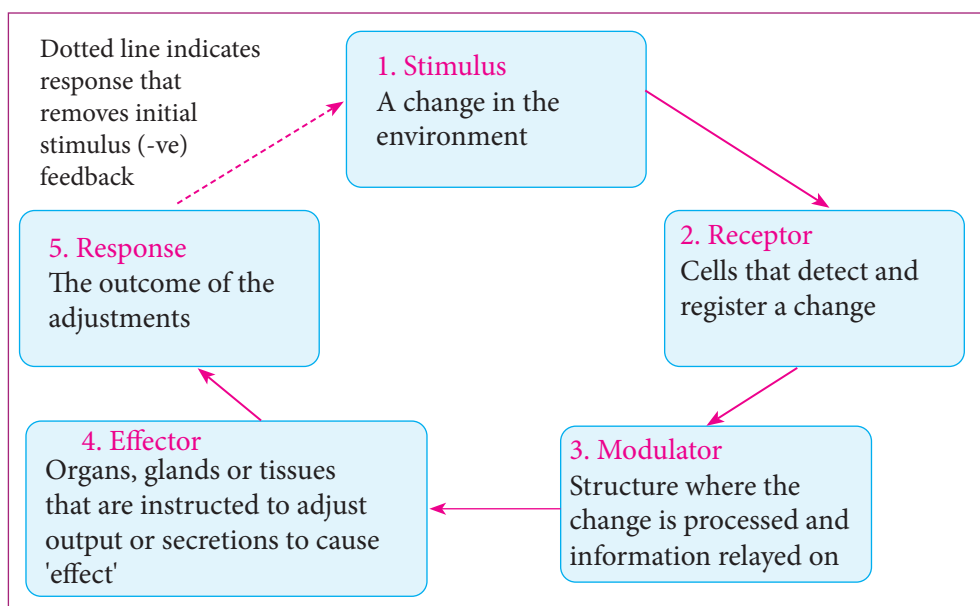 Dotted line indicates
response that
removes initial
stimulus (-ve)
feedback
1. Stimulus
A change in the
environment
2. Receptor
Cells that detect and
register a change
3. Modulator
Structure where the
change is processed and
information relayed on
4. Effector
Organs, glands or tissues
that are instructed to adjust
output or secretions to cause
'effect'
5. Response
The outcome of the
adjustments